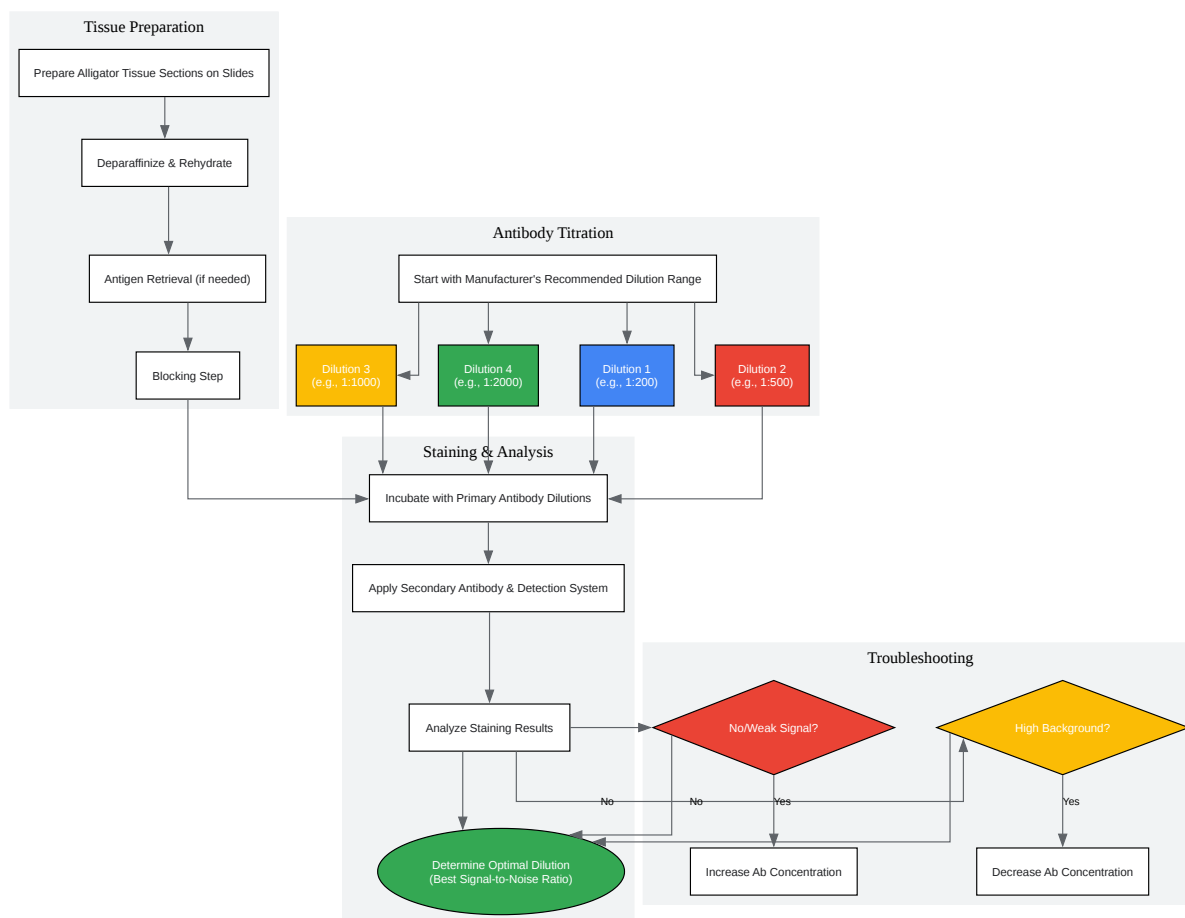 Tissue Preparation
Prepare Alligator Tissue Sections on Slides
Deparaffinize & Rehydrate
Antigen Retrieval (if needed)
Blocking Step
Antibody Titration
Start with Manufacturer's Recommended Dilution Range
Dilution 3
(e.g., 1:1000)
Dilution 4
(e.g., 1:2000)
Dilution 1
(e.g., 1:200)
Dilution 2
(e.g., 1:500)
Staining & Analysis
Incubate with Primary Antibody Dilutions
Apply Secondary Antibody & Detection System
Analyze Staining Results
Determine Optimal Dilution
(Best Signal-to-Noise Ratio)
Troubleshooting
No/Weak Signal?
High Background?
No
No
Yes
Yes
Increase Ab Concentration
Decrease Ab Concentration